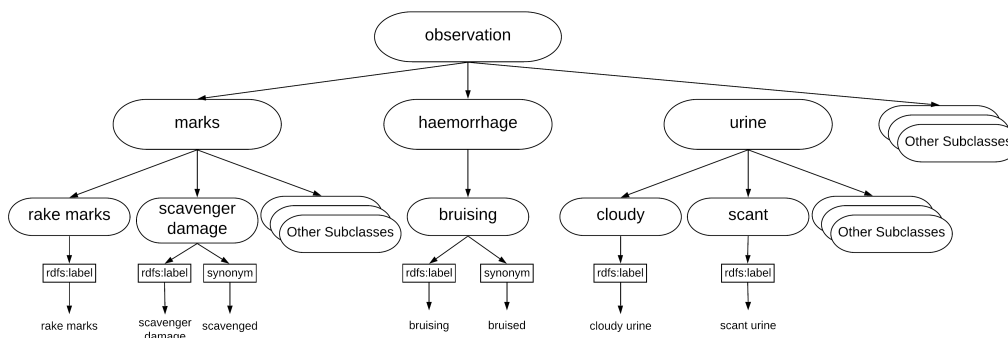 observation
marks
haemorrhage
urine
Other Subclasses
rake marks
scavenger
damage
Other Subclasses
bruising
cloudy
scant
Other Subclasses
rdfs:label
rdfs:label
synonym
rdfs:label
synonym
rdfs:label
rdfs:label
rake marks
scavenger
damage
scavenged
bruising
bruised
cloudy urine
scant urine